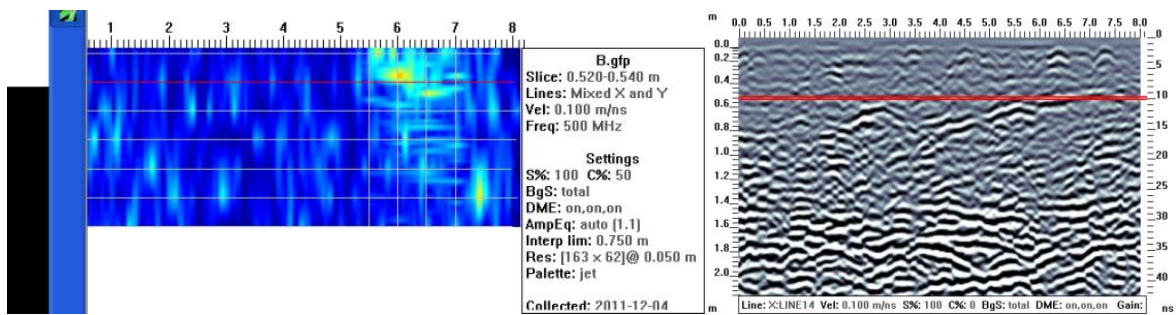 1 2 3 4 5 6 7 8
B.gfp
Slice: 0.520-0.540 m
Lines: Mixed X and Y
Vel: 0.100 m/ns
Freq: 500 MHz
Settings
S%: 100 C%: 50
BgS: total
DME: on,on,on
AmpEq: auto (1.1)
Interp lim: 0.750 m
Res: [163 × 62]@ 0.050 m
Palette: jet
Collected: 2011-12-04
m 0.0 0.5 1.0 1.5 2.0 2.5 3.0 3.5 4.0 4.5 5.0 5.5 6.0 6.5 7.0 7.5 8.0
0.0
0.2
0.4
0.6
0.8
1.0
1.2
1.4
1.6
1.8
2.0
m
0
5
10
15
20
25
30
35
40
ns
Line: X:LINE14 Vel: 0.100 m/ns S%: 100 C%: 0 BgS: total DME: on,on,on Gain: